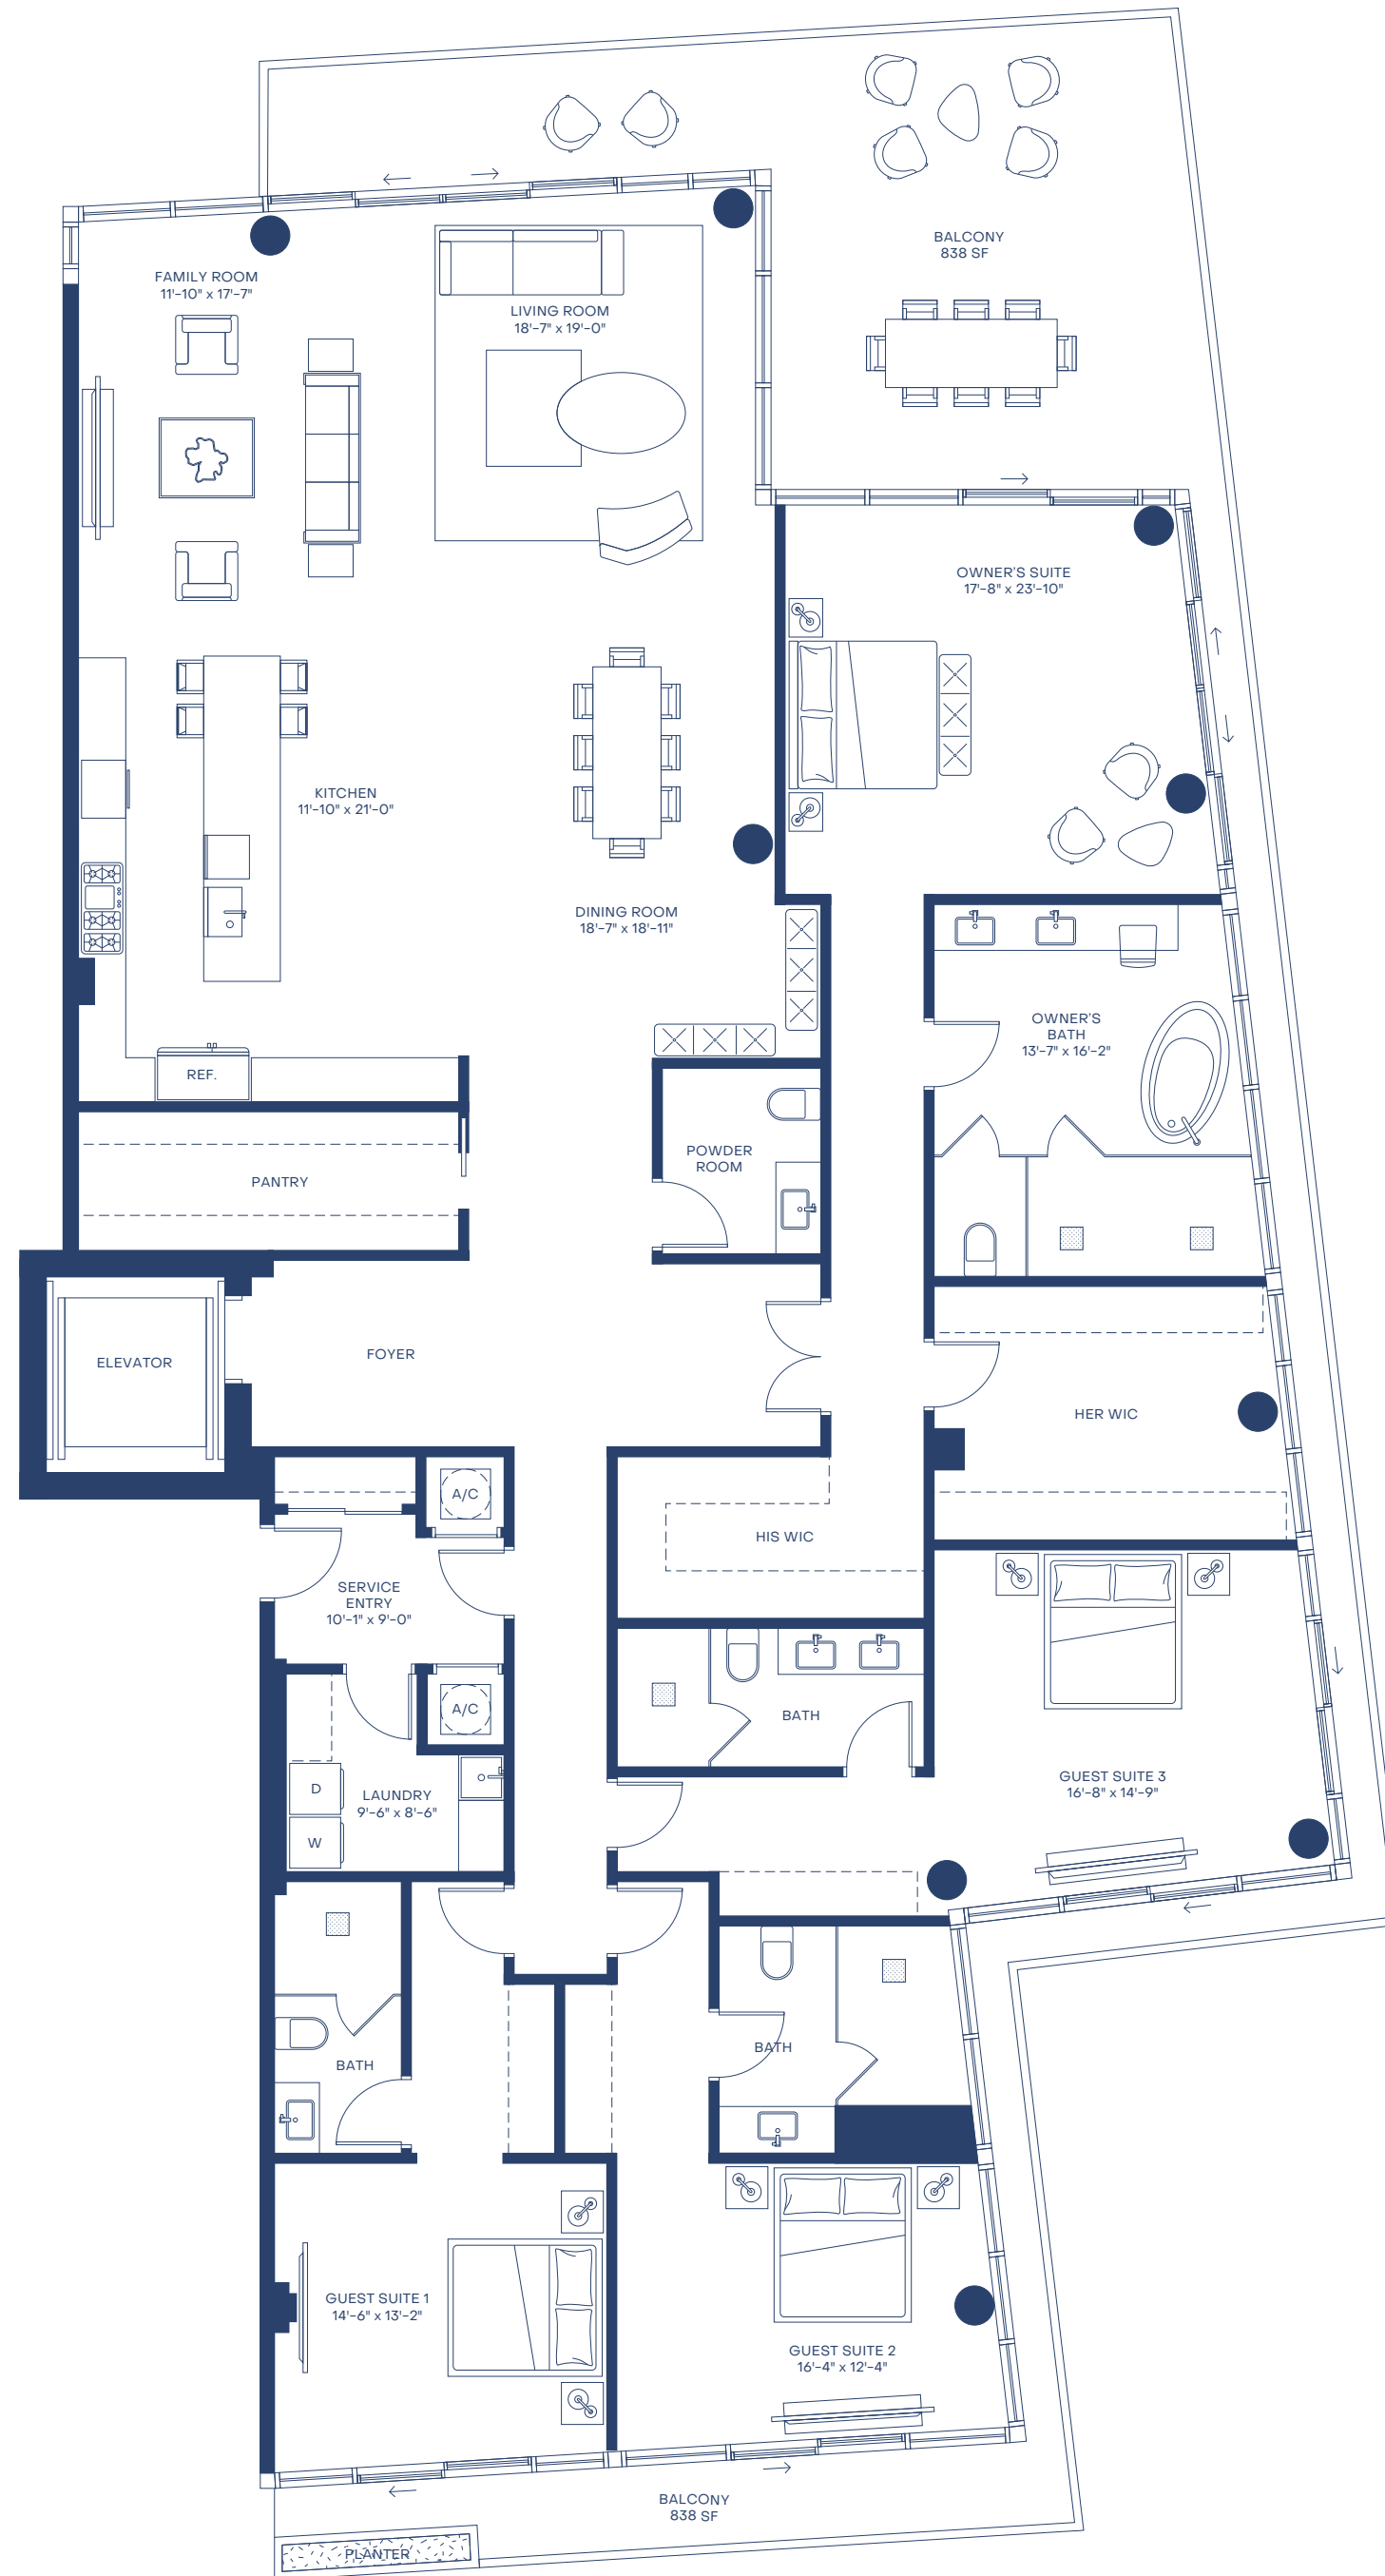 BALCONY
838 SF
FAMILY ROOM
11'-10" x 17'-7"
LIVING ROOM
18'-7" x 19'-0"
OWNER'S SUITE
17'-8" x 23'-10"
KITCHEN
11'-10" x 21'-0"
DINING ROOM
18'-7" x 18'-11"
OWNER'S
BATH
13'-7" x 16'-2"
REF.
POWDER
ROOM
PANTRY
ELEVATOR
FOYER
HER WIC
A/C
HIS WIC
SERVICE
ENTRY
10'-1" x 9'-0"
A/C
BATH
D
LAUNDRY
9'-6" x 8'-6"
W
GUEST SUITE 3
16'-8" x 14'-9"
BATH
BATH
GUEST SUITE 1
14'-6" x 13'-2"
GUEST SUITE 2
16'-4" x 12'-4"
BALCONY
838 SF
PLANTER